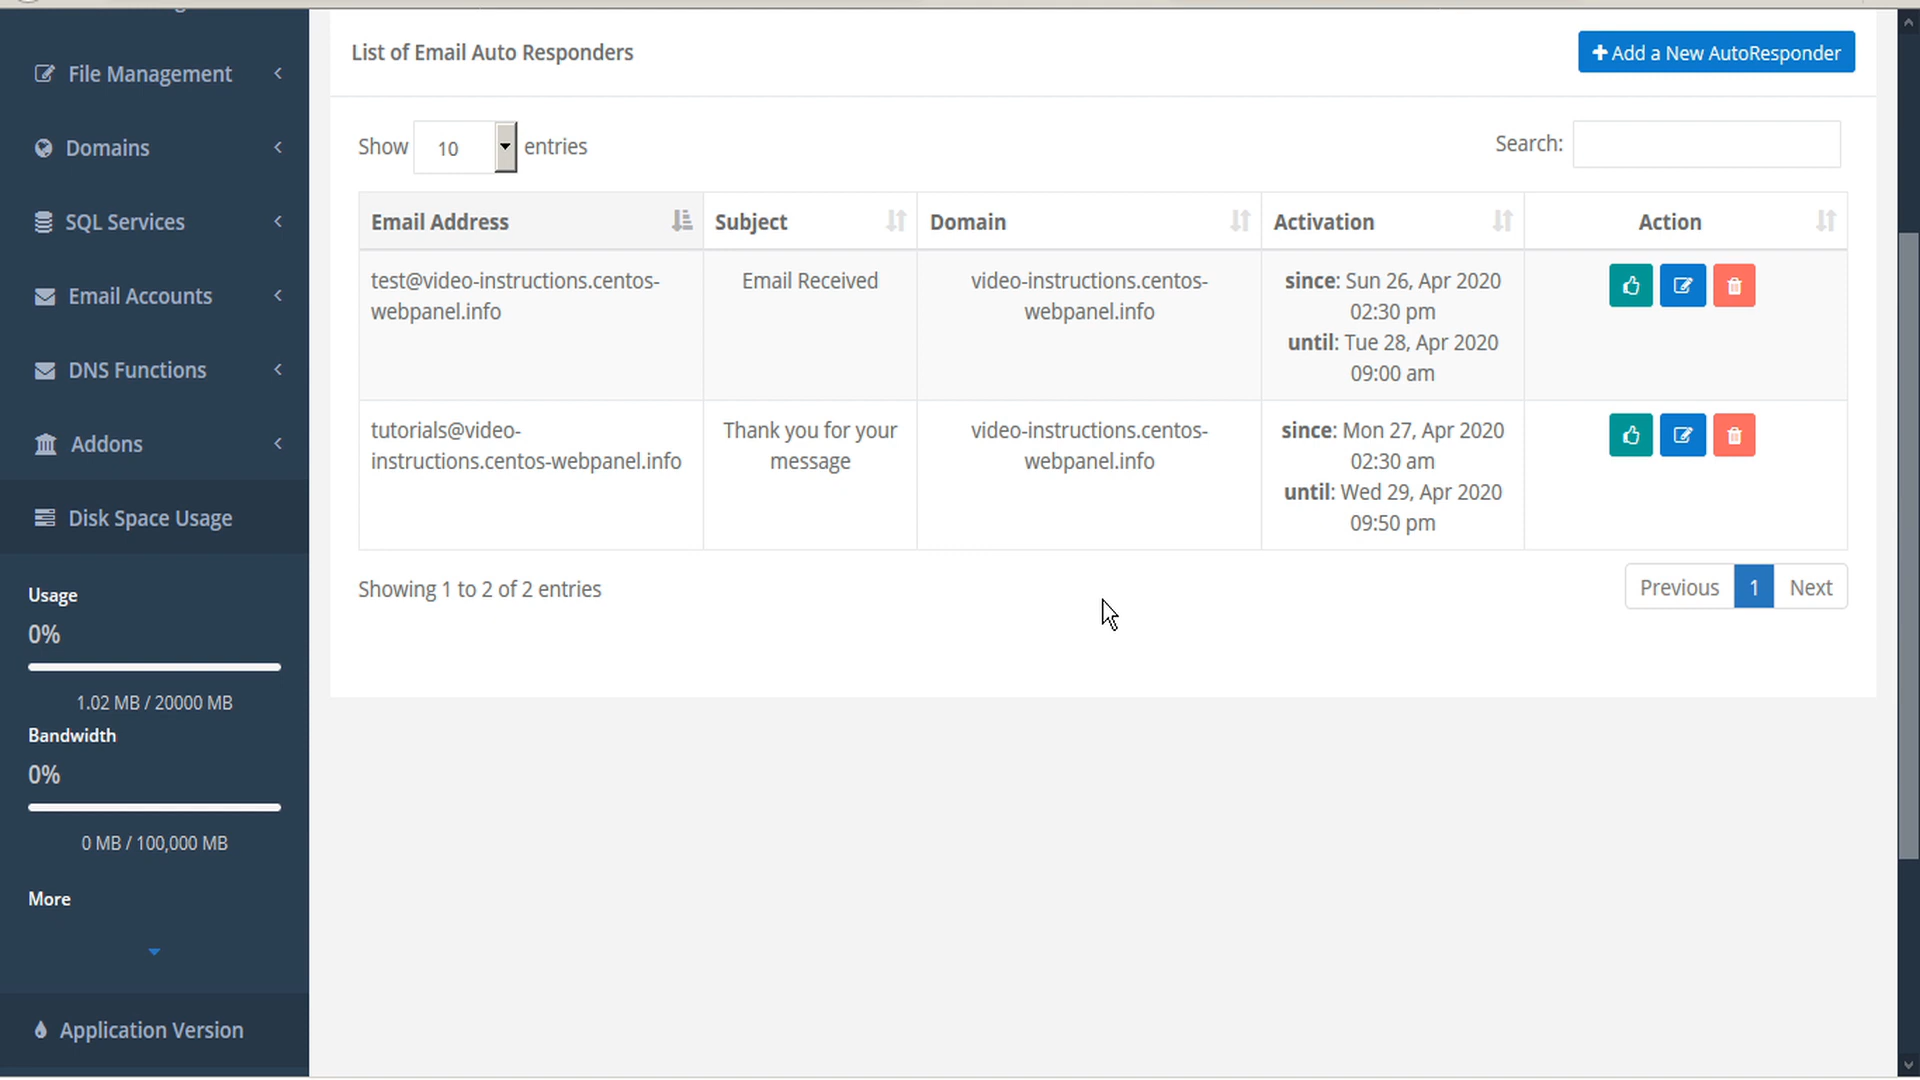 File Management
Domains
SQL Services
Email Accounts
DNS Functions
Addons
Disk Space Usage
Usage
0%
1.02 MB / 20000 MB
Bandwidth
0%
0 MB / 100,000 MB
More
Application Version
List of Email Auto Responders
Add a New AutoResponder
Show 10 entries
Search:
Email Address Subject Domain Activation Action
test@video-instructions.centos-
webpanel.info
Email Received
video-instructions.centos-
webpanel.info
since: Sun 26, Apr 2020
02:30 pm
until: Tue 28, Apr 2020
09:00 am
tutorials@video-
instructions.centos-webpanel.info
Thank you for your
message
video-instructions.centos-
webpanel.info
since: Mon 27, Apr 2020
02:30 am
until: Wed 29, Apr 2020
09:50 pm
Showing 1 to 2 of 2 entries
Previous 1 Next